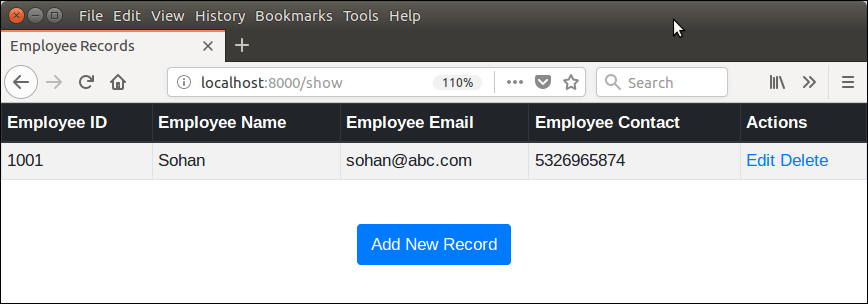 File Edit View History Bookmarks Tools Help
Employee Records
localhost:8000/show 110% Search
Employee ID Employee Name Employee Email Employee Contact Actions
1001 Sohan sohan@abc.com 5326965874 Edit Delete
Add New Record